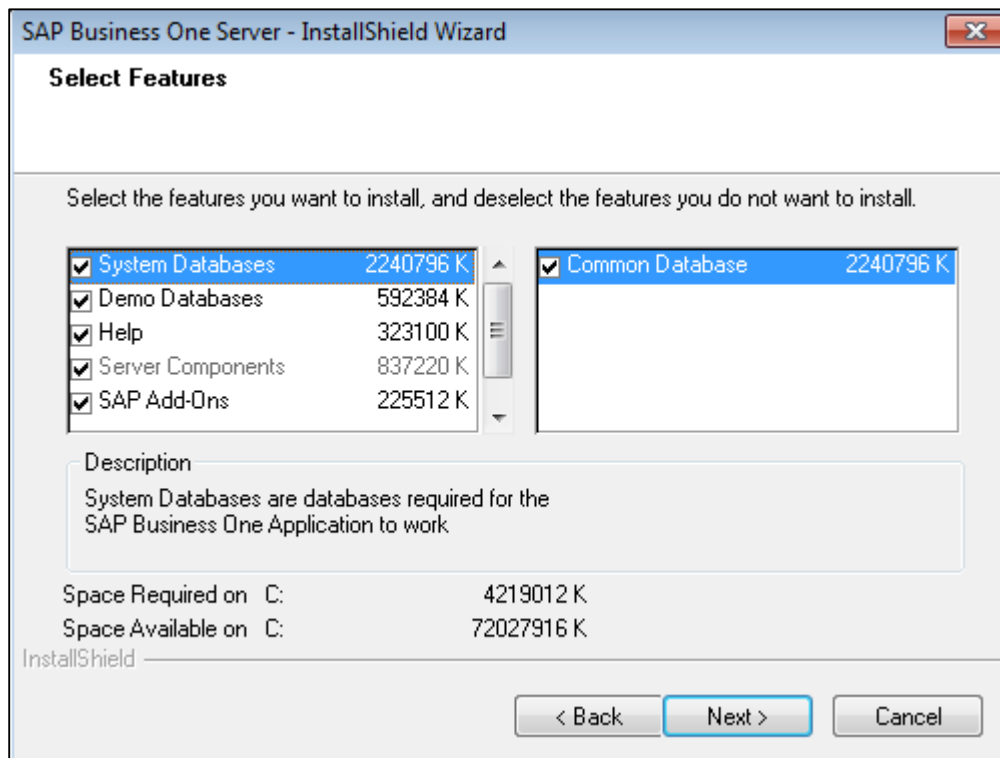 SAP Business One Server - InstallShield Wizard
Select Features
Select the features you want to install, and deselect the features you do not want to install.
System Databases 2240796 K
Demo Databases 592384 K
Help 323100 K
Server Components 837220 K
SAP Add-Ons 225512 K
Common Database 2240796 K
Description
System Databases are databases required for the
SAP Business One Application to work
Space Required on C: 4219012 K
Space Available on C: 72027916 K
InstallShield
< Back
Next >
Cancel